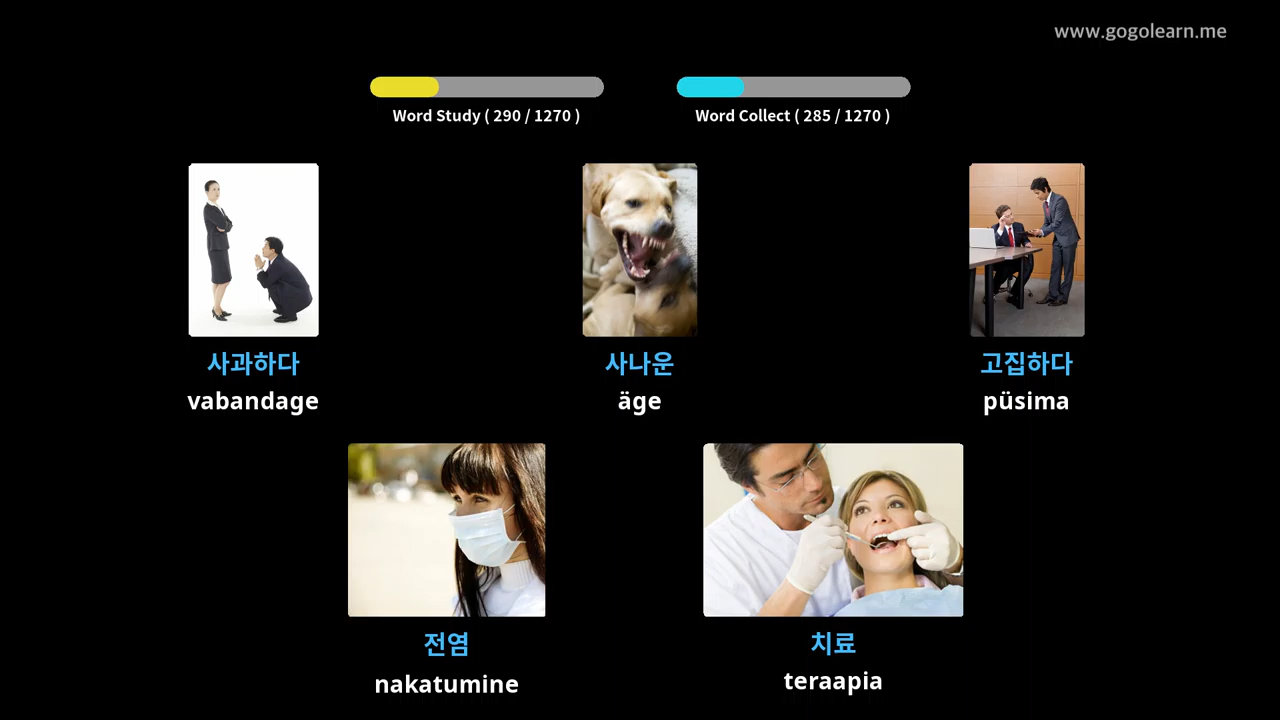 www.gogolearn.me
Word Study ( 290 / 1270 )
Word Collect ( 285 / 1270 )
사과하다
vabandage
사나운
äge
고집하다
püsima
전염
nakatumine
치료
teraapia